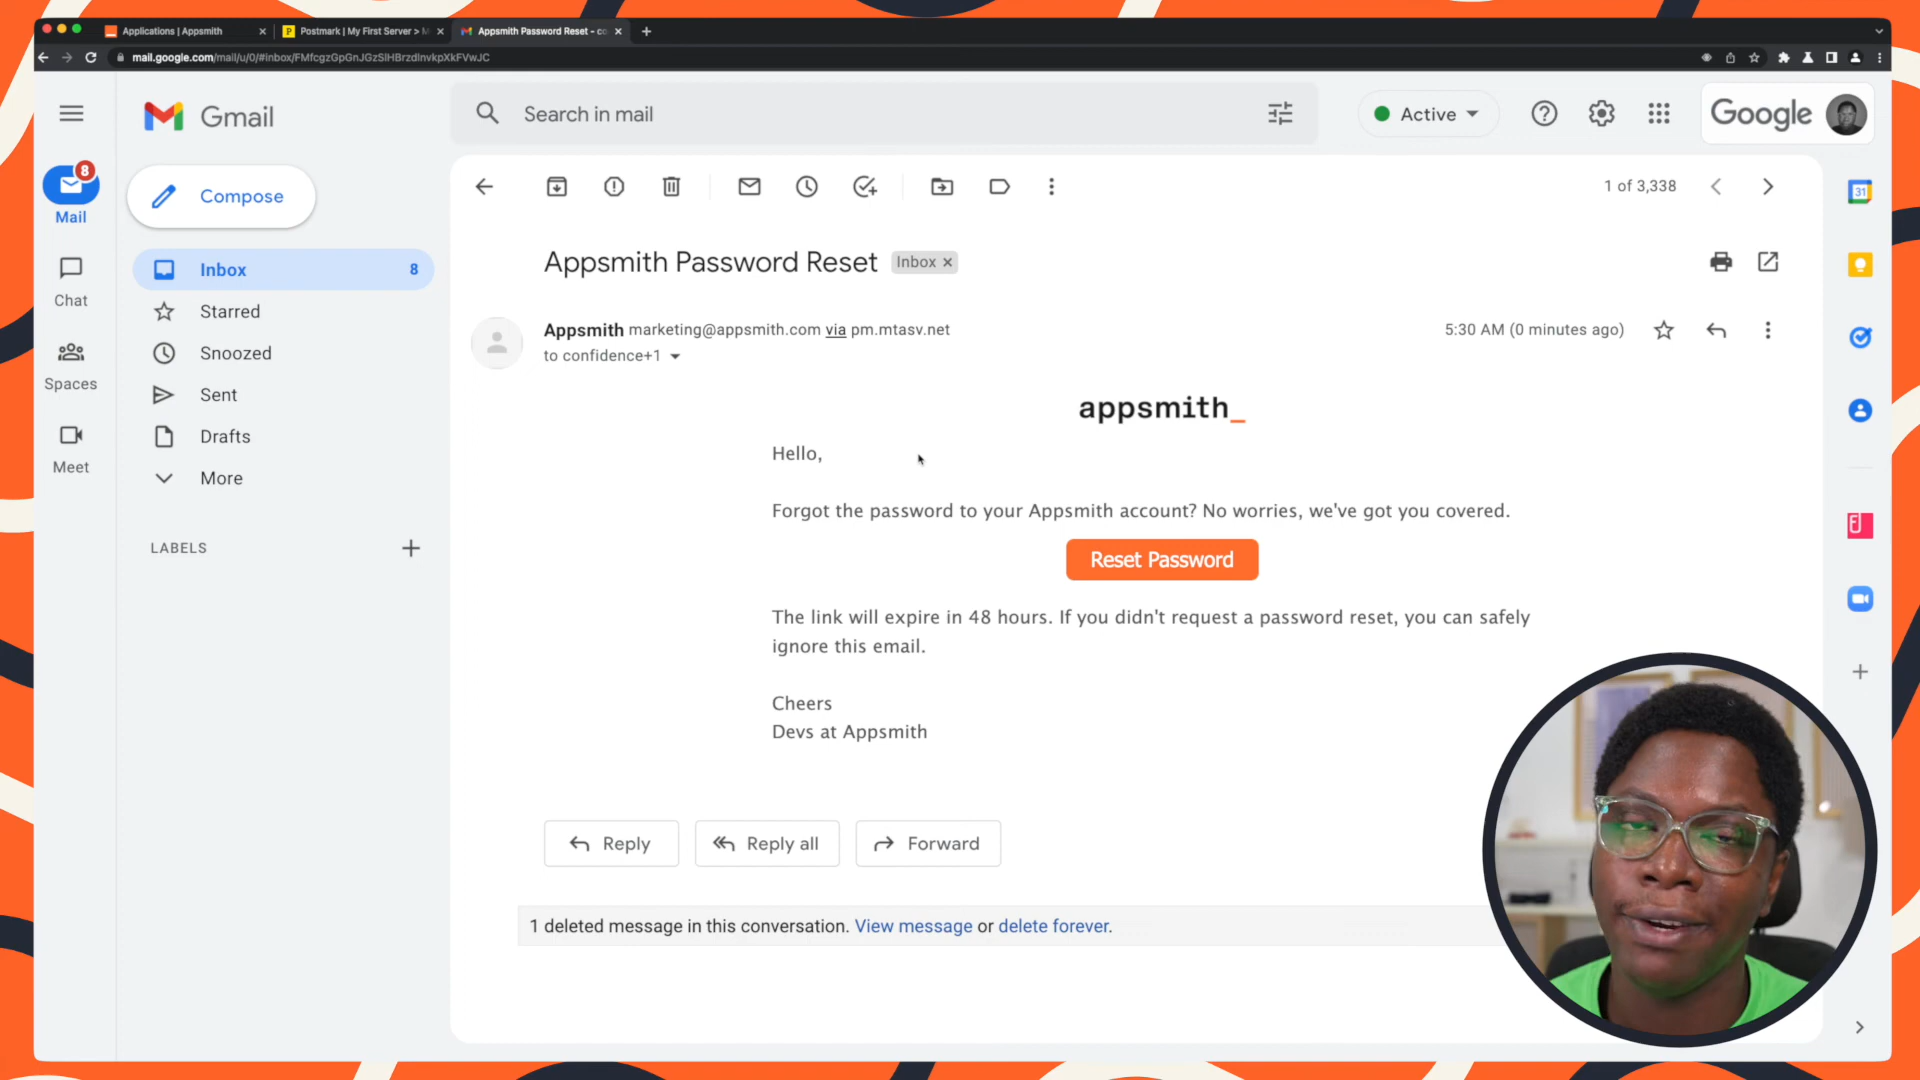 Applications | Appsmith
Postmark | My First Server > M
Appsmith Password Reset - co
mail.google.com/mail/u/0/#inbox/FMfcgzGpGnJGzSlHBrzdlnvkpXkFVwJC
Gmail
Search in mail
Active
Google
8
Mail
Compose
1 of 3,338
31
Inbox 8
Appsmith Password Reset
Inbox
Chat
Starred
Snoozed
Appsmith marketing@appsmith.com via pm.mtasv.net
5:30 AM (0 minutes ago)
to confidence+1
Spaces
Sent
appsmith_
Drafts
Hello,
Meet
More
Forgot the password to your Appsmith account? No worries, we've got you covered.
LABELS
Reset Password
The link will expire in 48 hours. If you didn't request a password reset, you can safely
ignore this email.
Cheers
Devs at Appsmith
Reply
Reply all
Forward
1 deleted message in this conversation. View message or delete forever.